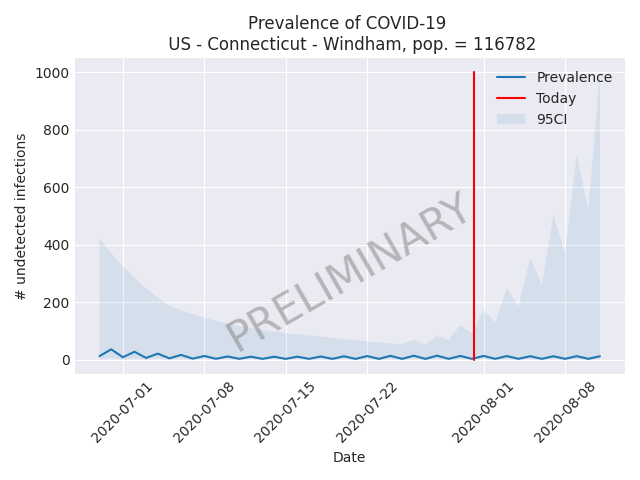 Prevalence of COVID-19
US - Connecticut - Windham, pop. = 116782
1000
800
600
400
200
0
# undetected infections
Prevalence
Today
95CI
PRELIMINARY
2020-07-01
2020-07-08
2020-07-15
2020-07-22
2020-08-01
2020-08-08
Date